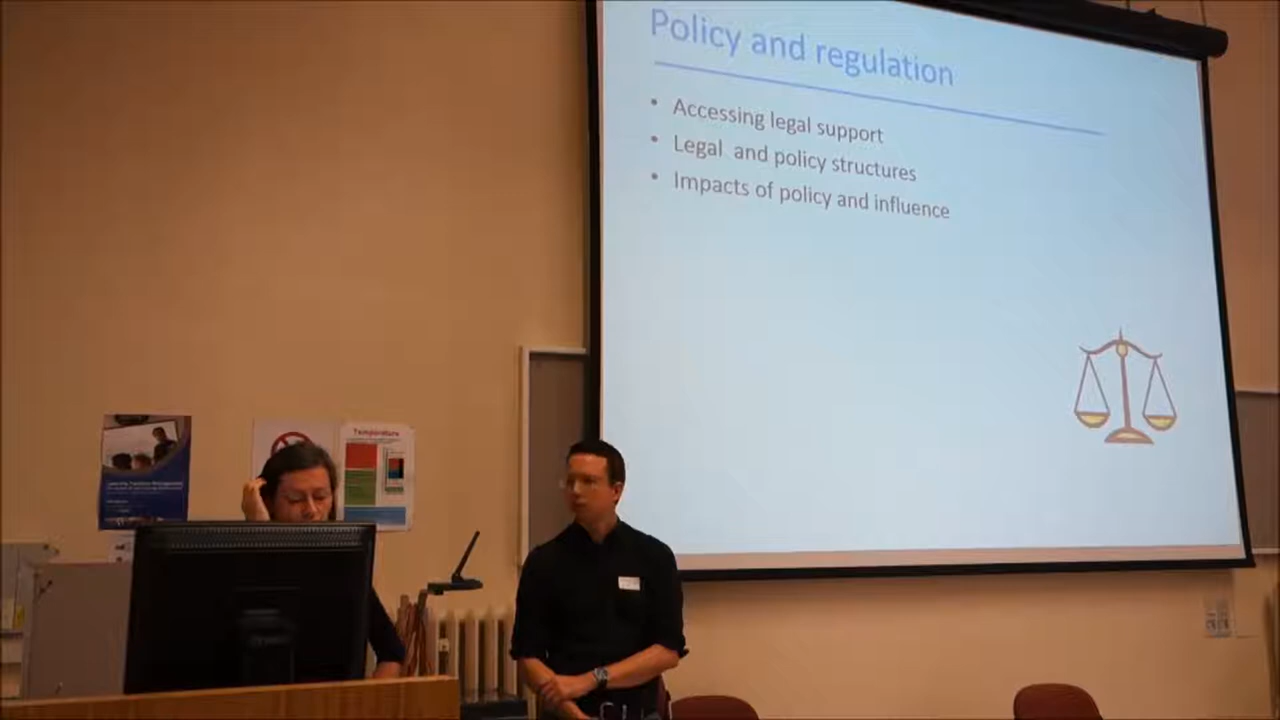 Policy and regulation
• Accessing legal support
• Legal and policy structures
• Impacts of policy and influence
Temperature